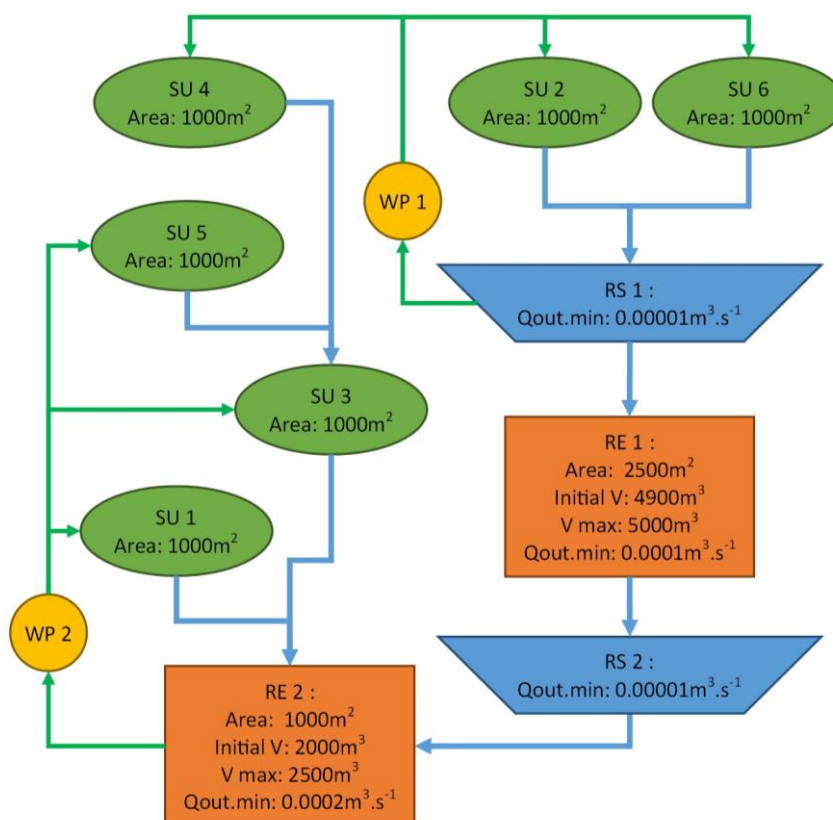 SU 4
Area: 1000m²
SU 2
Area: 1000m²
SU 6
Area: 1000m²
WP 1
SU 5
Area: 1000m²
RS 1 :
Qout.min: 0.00001m³.s⁻¹
SU 3
Area: 1000m²
RE 1 :
Area: 2500m²
Initial V: 4900m³
V max: 5000m³
Qout.min: 0.0001m³.s⁻¹
SU 1
Area: 1000m²
WP 2
RS 2 :
Qout.min: 0.00001m³.s⁻¹
RE 2 :
Area: 1000m²
Initial V: 2000m³
V max: 2500m³
Qout.min: 0.0002m³.s⁻¹